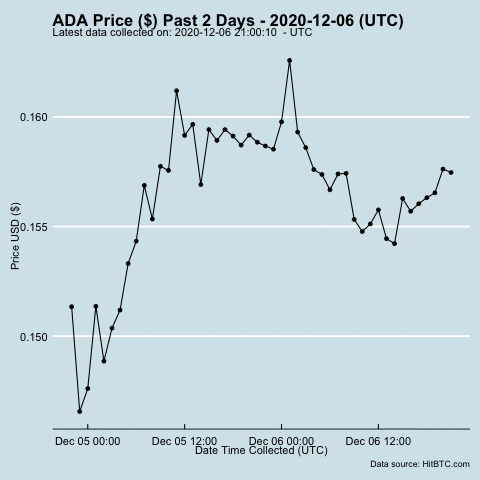 ADA Price ($) Past 2 Days - 2020-12-06 (UTC)
Latest data collected on: 2020-12-06 21:00:10  - UTC
0.160
0.155
0.150
Price USD ($)
Dec 05 00:00 Dec 05 12:00 Dec 06 00:00 Dec 06 12:00
Date Time Collected (UTC)
Data source: HitBTC.com